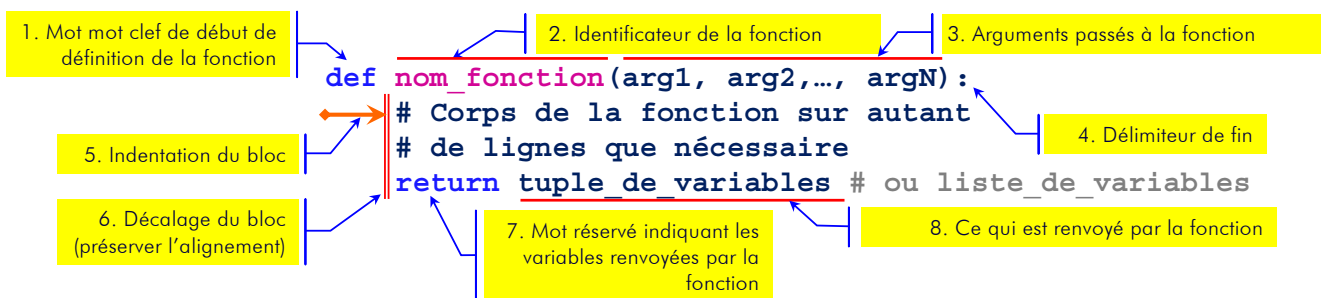 1. Mot mot clef de début de
définition de la fonction
2. Identificateur de la fonction
3. Arguments passés à la fonction
def nom_fonction(arg1, arg2,…, argN):
# Corps de la fonction sur autant
4. Délimiteur de fin
5. Indentation du bloc
# de lignes que nécessaire
return tuple_de_variables # ou liste_de_variables
6. Décalage du bloc
(préserver l'alignement)
7. Mot réservé indiquant les
variables renvoyées par la
fonction
8. Ce qui est renvoyé par la fonction